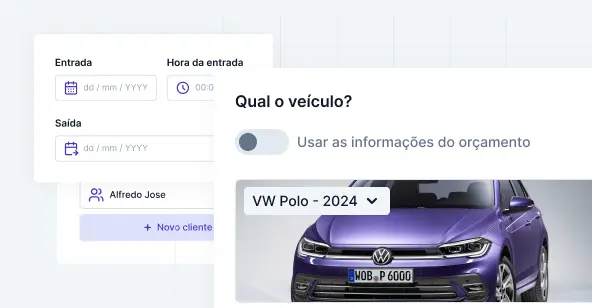 Entrada
Hora da entrada
dd / mm / YYYY
00:0
Saída
dd / mm / YYYY
Alfredo Jose
+ Novo cliente
Qual o veículo?
Usar as informações do orçamento
VW Polo - 2024
WOB P 6000